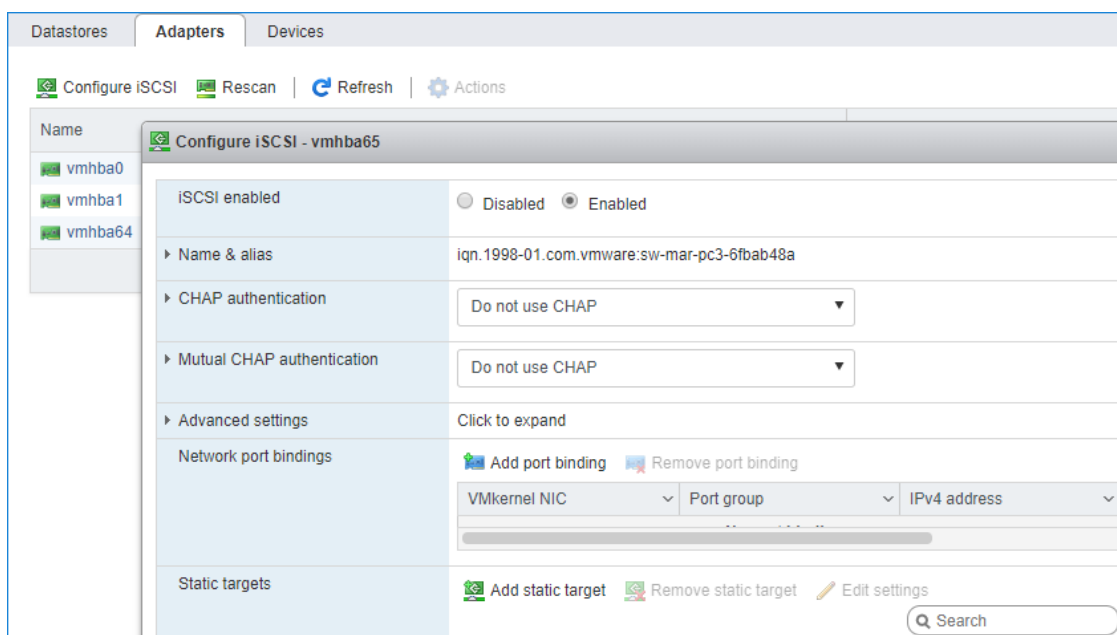 Datastores Adapters Devices
Configure iSCSI Rescan Refresh Actions
Name
Configure iSCSI - vmhba65
vmhba0
vmhba1
vmhba64
iSCSI enabled Disabled Enabled
Name & alias iqn.1998-01.com.vmware:sw-mar-pc3-6fbab48a
CHAP authentication Do not use CHAP
Mutual CHAP authentication Do not use CHAP
Advanced settings Click to expand
Network port bindings Add port binding Remove port binding
VMkernel NIC Port group IPv4 address
Static targets Add static target Remove static target Edit settings
Search